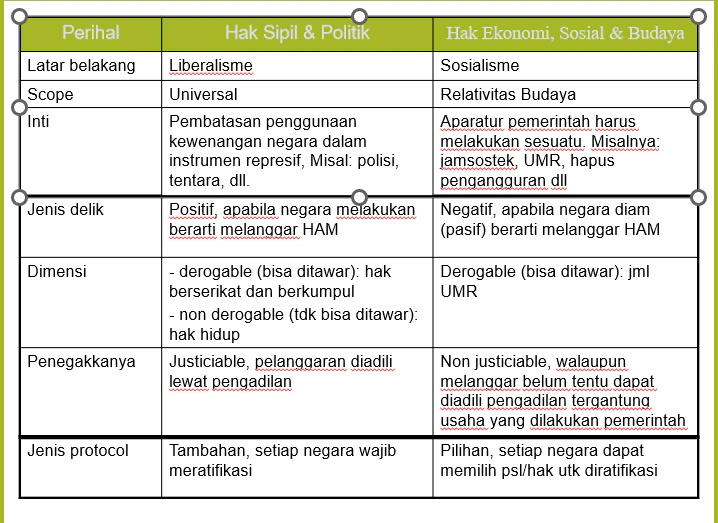 Perihal
Hak Sipil & Politik
Hak Ekonomi, Sosial & Budaya
Latar belakang
Liberalisme
Sosialisme
Scope
Universal
Relativitas Budaya
Inti
Pembatasan penggunaan
kewenangan negara dalam
instrumen represif, Misal: polisi,
tentara, dll.
Aparatur pemerintah harus
melakukan sesuatu. Misalnya:
jamsostek, UMR, hapus
pengangguran dll
Jenis delik
Positif, apabila negara melakukan
berarti melanggar HAM
Negatif, apabila negara diam
(pasif) berarti melanggar HAM
Dimensi
- derogable (bisa ditawar): hak
berserikat dan berkumpul
- non derogable (tdk bisa ditawar):
hak hidup
Derogable (bisa ditawar): jml
UMR
Penegakkanya
Justiciable, pelanggaran diadili
lewat pengadilan
Non justiciable, walaupun
melanggar belum tentu dapat
diadili pengadilan tergantung
usaha yang dilakukan pemerintah
Jenis protocol
Tambahan, setiap negara wajib
meratifikasi
Pilihan, setiap negara dapat
memilih psl/hak utk diratifikasi